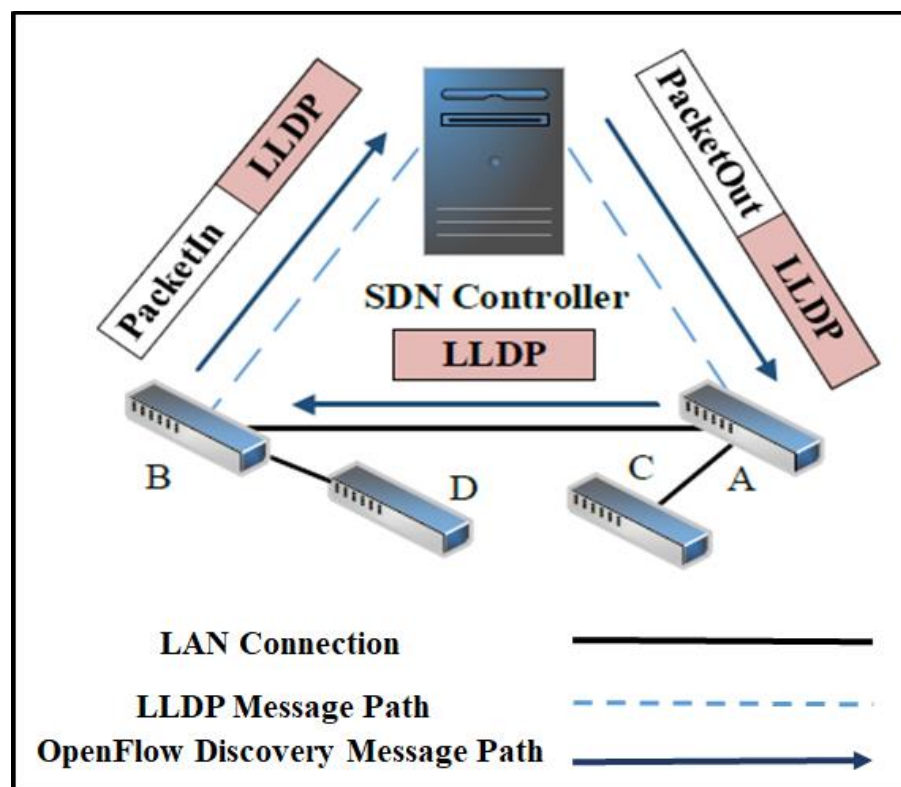 PacketIn LLDP
PacketOut LLDP
SDN Controller
LLDP
B
D
C
A
LAN Connection
LLDP Message Path
OpenFlow Discovery Message Path